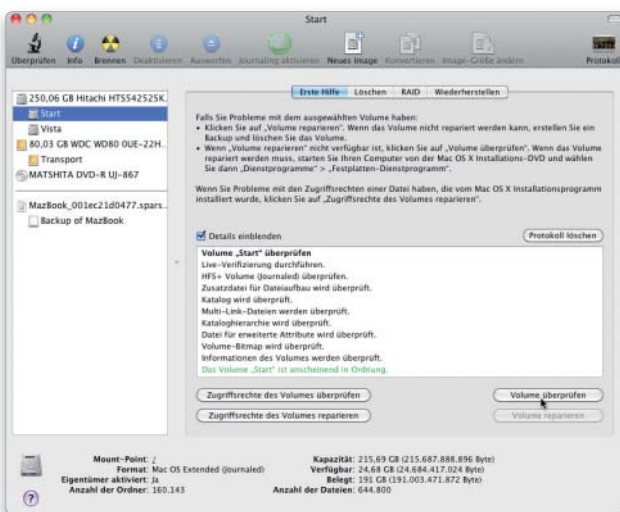 Start
Überprüfen Info Brennen Deaktivieren Auswerfen Journaling aktivieren Neues Image Konvertieren Image-Größe ändern Protokoll
250,06 GB Hitachi HTS542525K.
Start
Vista
80,03 GB WDC WD80 0UE-22H..
Transport
MATSHITA DVD-R UJ-867
MazBook_001ec21d0477.spars..
Backup of MazBook
Erste Hilfe Löschen RAID Wiederherstellen
Falls Sie Probleme mit dem ausgewählten Volume haben:
• Klicken Sie auf „Volume reparieren“. Wenn das Volume nicht repariert werden kann, erstellen Sie ein
Backup und löschen Sie das Volume.
• Wenn „Volume reparieren“ nicht verfügbar ist, klicken Sie auf „Volume überprüfen“. Wenn das Volume
repariert werden muss, starten Sie Ihren Computer von der Mac OS X Installations-DVD und wählen
Sie dann „Dienstprogramme“ > „Festplatten-Dienstprogramm“.
Wenn Sie Probleme mit den Zugriffsrechten einer Datei haben, die vom Mac OS X Installationsprogramm
installiert wurde, klicken Sie auf „Zugriffsrechte des Volumes reparieren“.
Details einblenden
Protokoll löschen
Volume „Start“ überprüfen
Live-Verifizierung durchführen.
HFS+ Volume (Journaled) überprüfen.
Zusatzdatei für Dateiaufbau wird überprüft.
Katalog wird überprüft.
Multi-Link-Dateien werden überprüft.
Kataloghierarchie wird überprüft.
Datei für erweiterte Attribute wird überprüft.
Volume-Bitmap wird überprüft.
Informationen des Volumes werden überprüft.
Das Volume „Start“ ist anscheinend in Ordnung.
Zugriffsrechte des Volumes überprüfen Volume überprüfen
Zugriffsrechte des Volumes reparieren Volume reparieren
Mount-Point: / Kapazität: 215,69 GB (215.687.888.896 Byte)
Format: Mac OS Extended (Journaled) Verfügbar: 24,68 GB (24.684.417.024 Byte)
Eigentümer aktiviert: Ja Belegt: 191 GB (191.003.471.872 Byte)
Anzahl der Ordner: 160.143 Anzahl der Dateien: 644.800
?